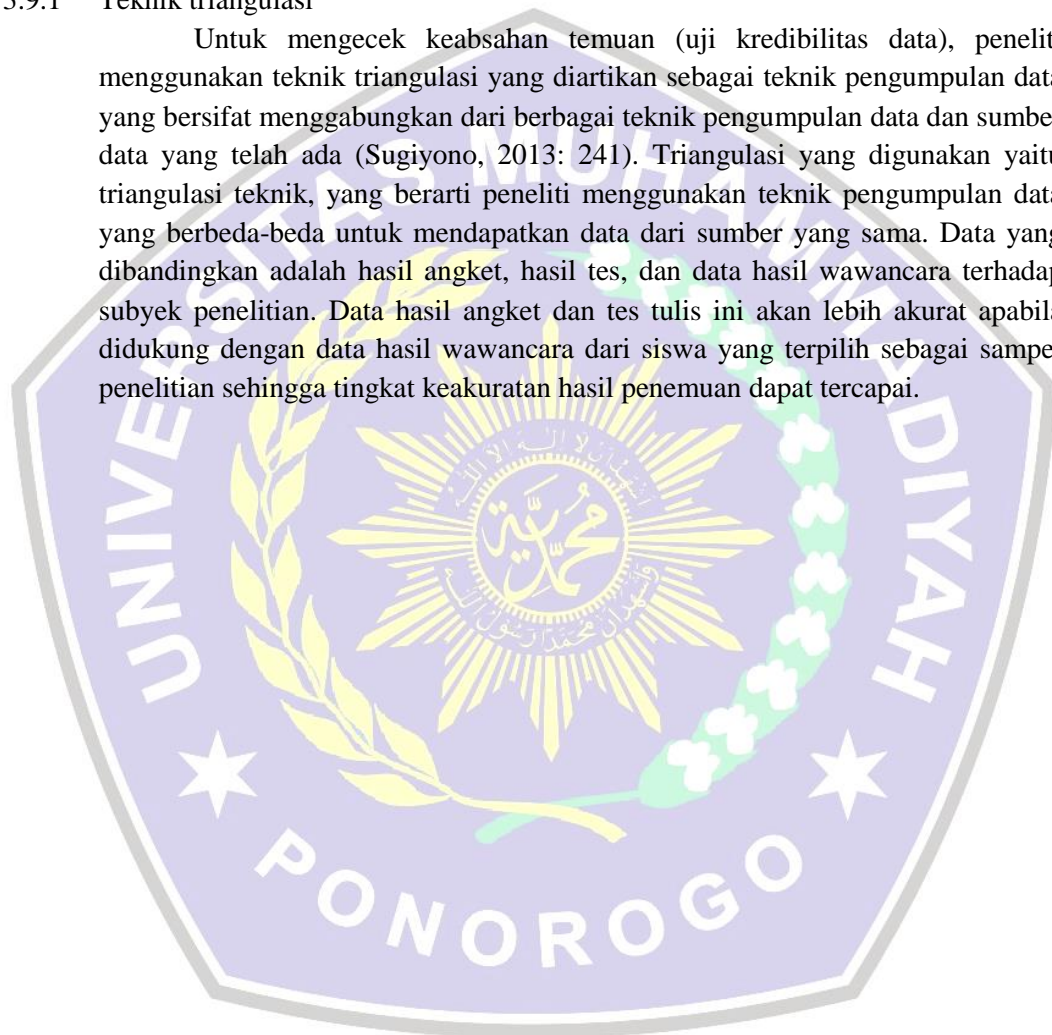 3.9.1 Teknik triangulasi
Untuk mengecek keabsahan temuan (uji kredibilitas data), penelit
menggunakan teknik triangulasi yang diartikan sebagai teknik pengumpulan data
yang bersifat menggabungkan dari berbagai teknik pengumpulan data dan sumbe
data yang telah ada (Sugiyono, 2013: 241). Triangulasi yang digunakan yaitu
triangulasi teknik, yang berarti peneliti menggunakan teknik pengumpulan data
yang berbeda-beda untuk mendapatkan data dari sumber yang sama. Data yang
dibandingkan adalah hasil angket, hasil tes, dan data hasil wawancara terhadap
subyek penelitian. Data hasil angket dan tes tulis ini akan lebih akurat apabila
didukung dengan data hasil wawancara dari siswa yang terpilih sebagai sampe
penelitian sehingga tingkat keakuratan hasil penemuan dapat tercapai.
UNIVERSITAS MUHAMMADIYAH
محمدية
PONOROGO